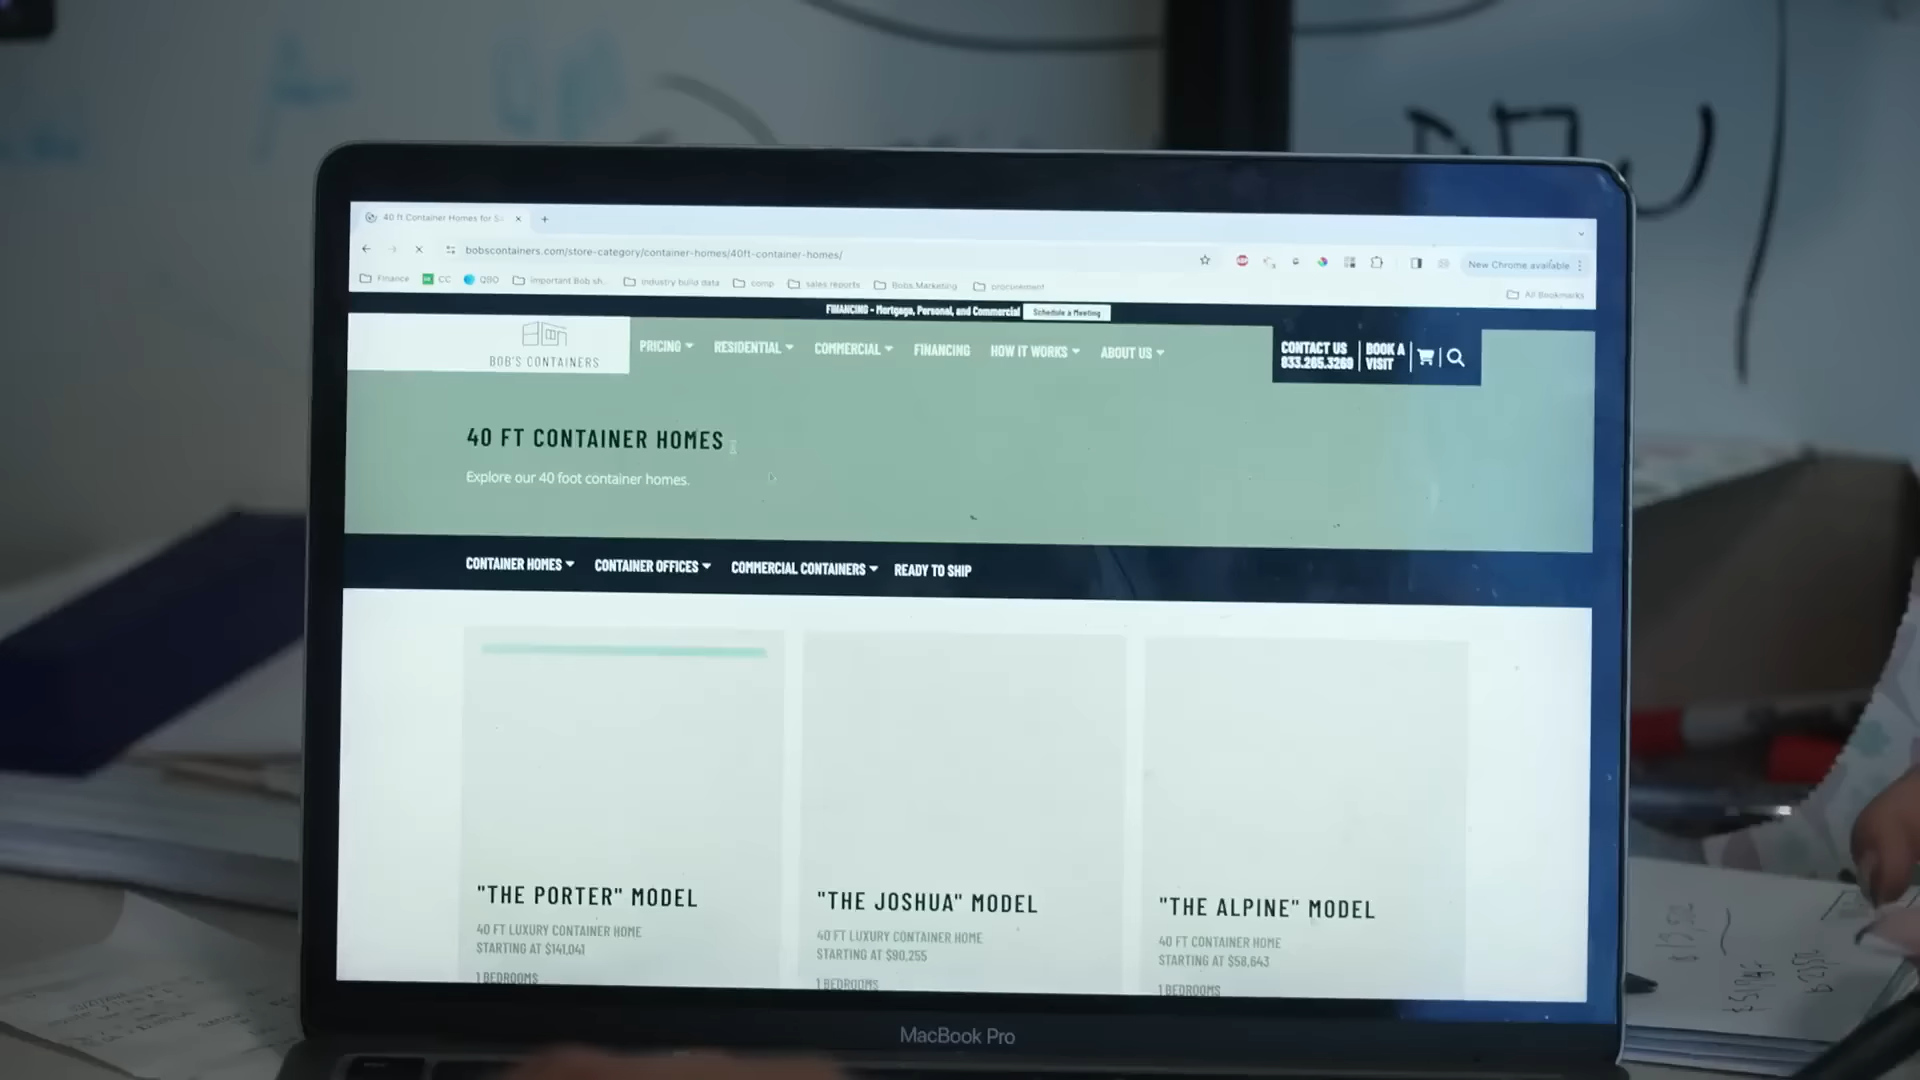 40 ft Container Homes for S
bobscontainers.com/store-category/container-homes/40ft-container-homes/
New Chrome available
Finance
CC
QBO
Important Bob sh...
industry build data
comp
sales reports
Bobs Marketing
procurement
All Bookmarks
FINANCING - Mortgage, Personal, and Commercial
Schedule a Meeting
BOB'S CONTAINERS
PRICING
RESIDENTIAL
COMMERCIAL
FINANCING
HOW IT WORKS
ABOUT US
CONTACT US
833.265.3269
BOOK A
VISIT
40 FT CONTAINER HOMES
Explore our 40 foot container homes.
CONTAINER HOMES
CONTAINER OFFICES
COMMERCIAL CONTAINERS
READY TO SHIP
"THE PORTER" MODEL
40 FT LUXURY CONTAINER HOME
STARTING AT $141,041
1 BEDROOMS
"THE JOSHUA" MODEL
40 FT LUXURY CONTAINER HOME
STARTING AT $90,255
1 BEDROOMS
"THE ALPINE" MODEL
40 FT CONTAINER HOME
STARTING AT $58,643
1 BEDROOMS
MacBook Pro